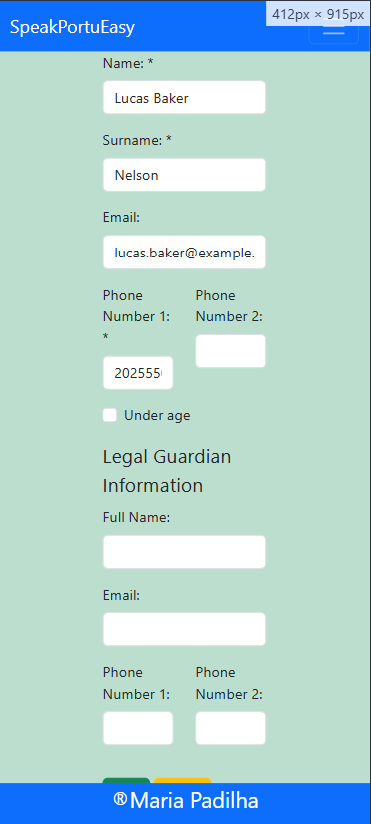 SpeakPortuEasy
412px × 915px
Name: *
Lucas Baker
Surname: *
Nelson
Email:
lucas.baker@example.
Phone
Number 1:
*
Phone
Number 2:
Under age
Legal Guardian
Information
Full Name:
Email:
Phone
Number 1:
Phone
Number 2:
®Maria Padilha